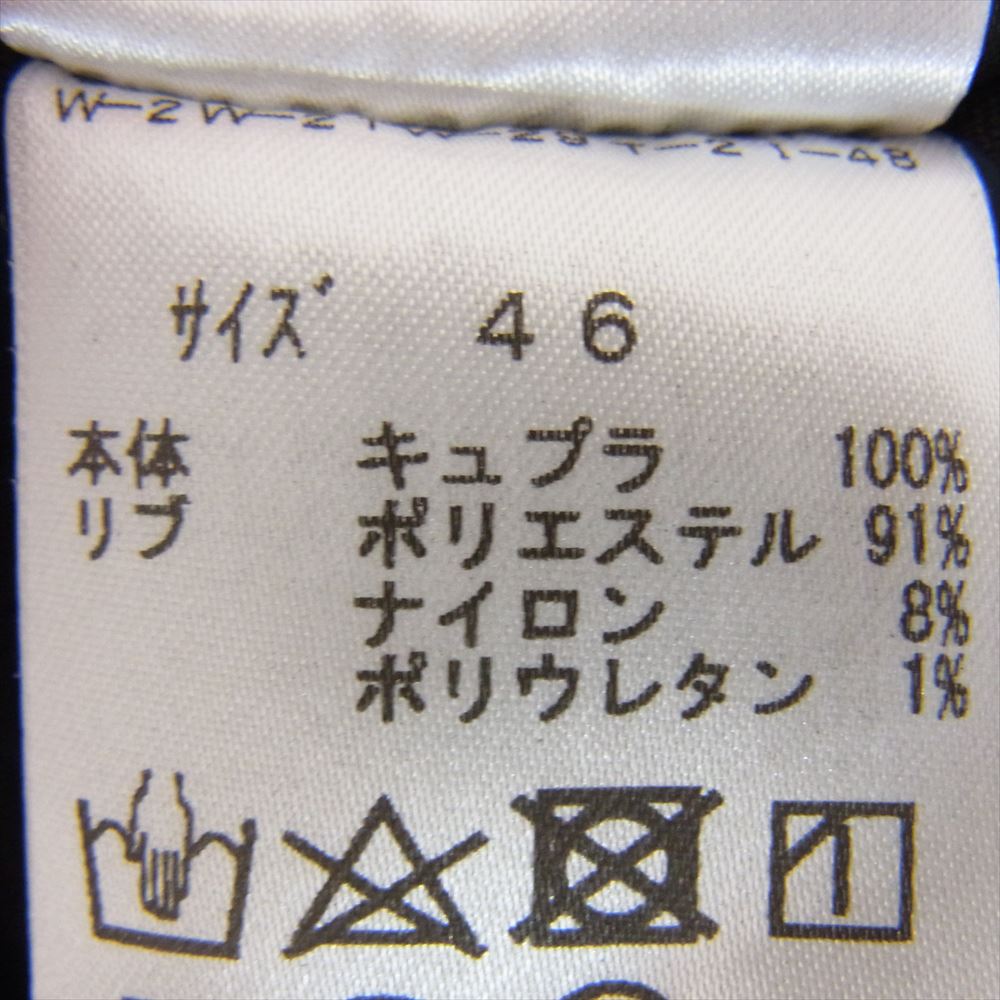 サイズ 46
本体 キュプラ 100%
リブ ポリエステル 91%
ナイロン 8%
ポリウレタン 1%